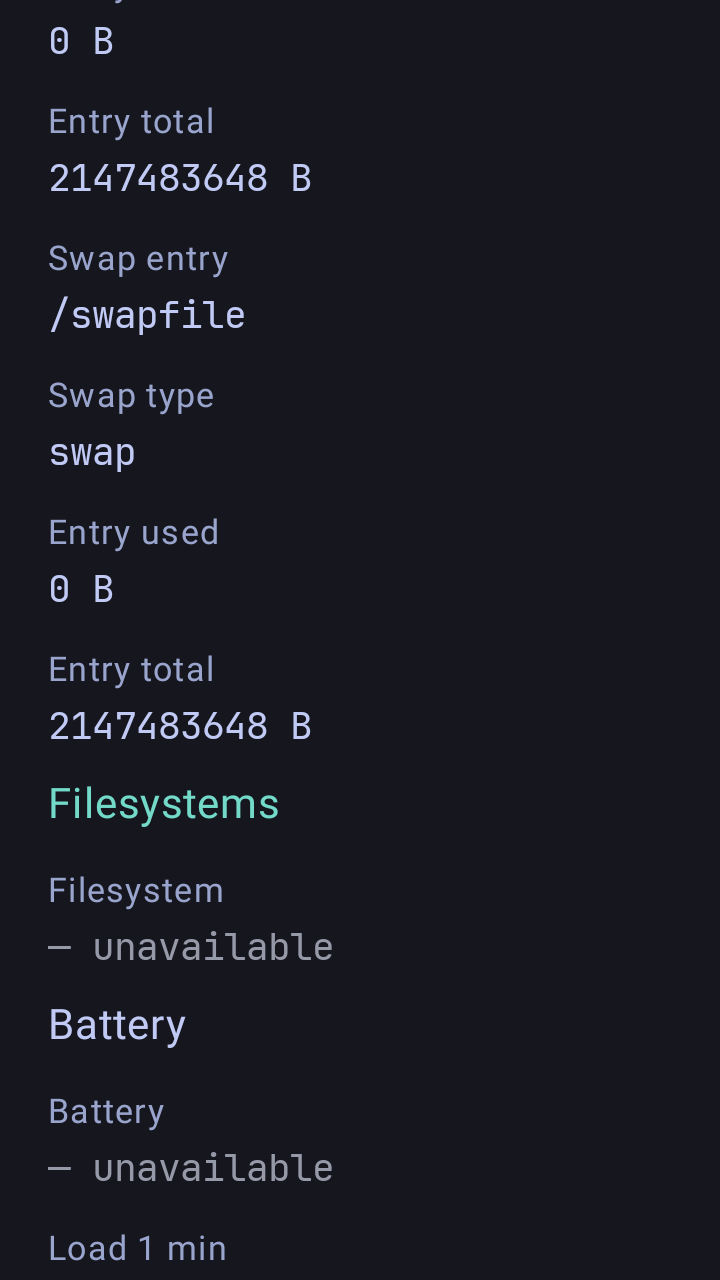 0 B
Entry total
2147483648 B
Swap entry
/swapfile
Swap type
swap
Entry used
0 B
Entry total
2147483648 B
Filesystems
Filesystem
— unavailable
Battery
Battery
— unavailable
Load 1 min